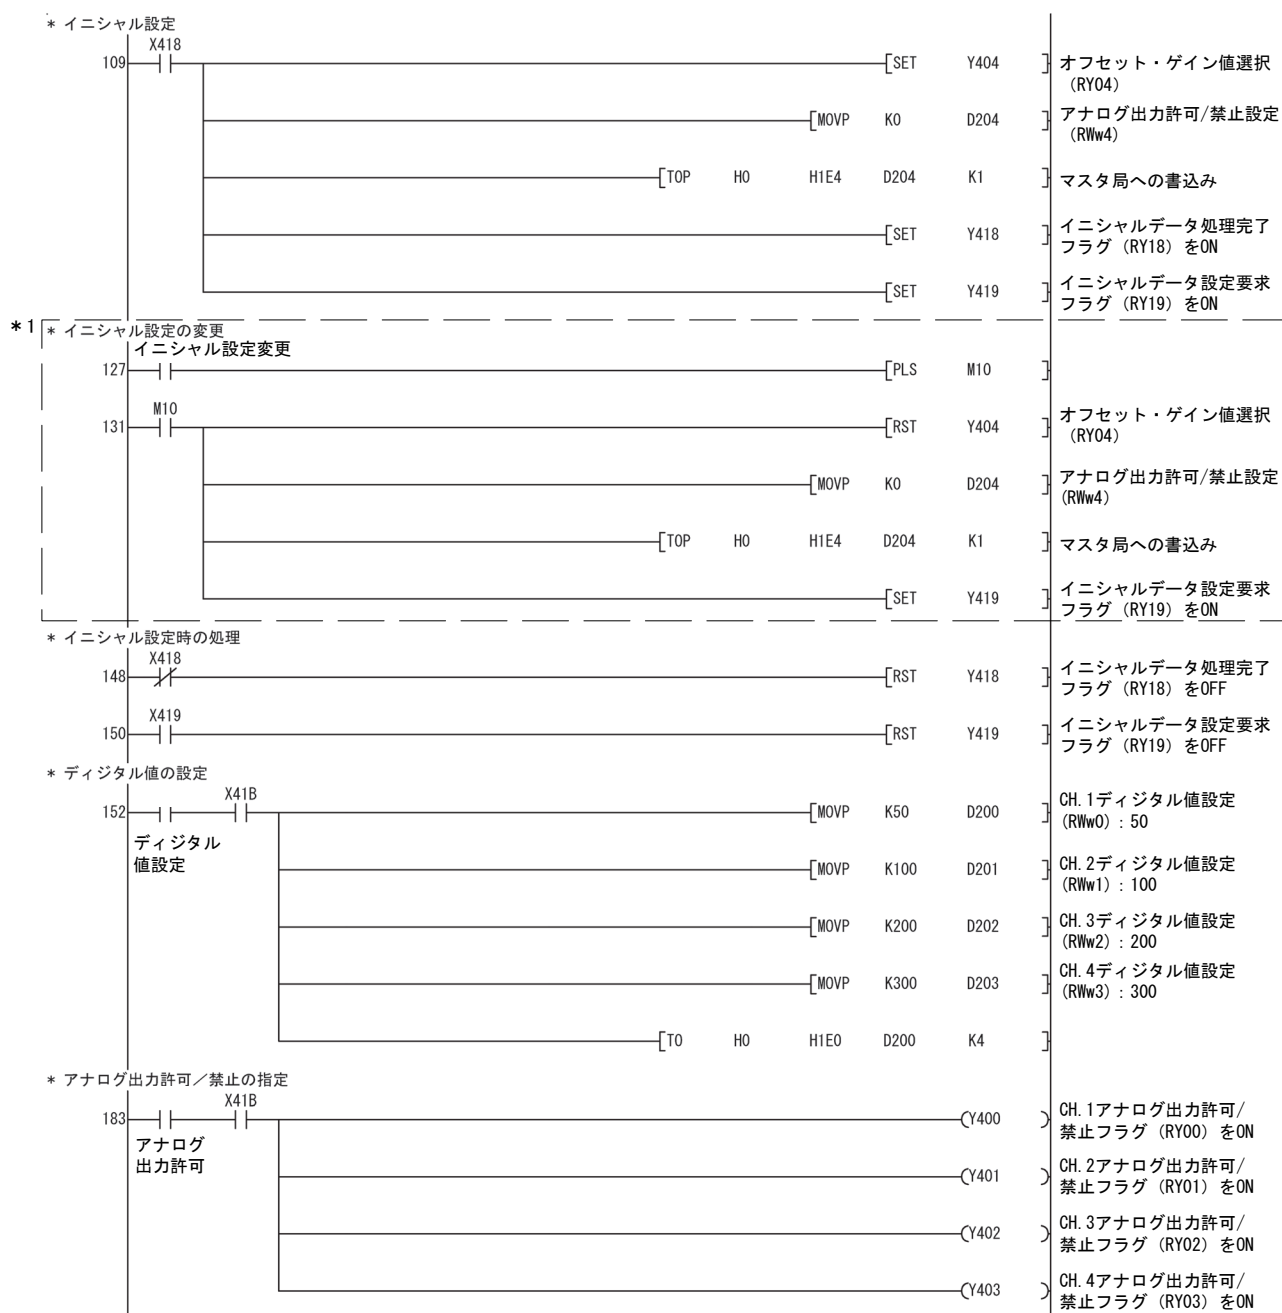 * イニシャル設定
X418
109 [SET Y404 ] オフセット・ゲイン値選択
(RY04)
[MOVP K0 D204 ] アナログ出力許可/禁止設定
(RWw4)
[TOP H0 H1E4 D204 K1 ] マスタ局への書込み
[SET Y418 ] イニシャルデータ処理完了
フラグ (RY18) をON
[SET Y419 ] イニシャルデータ設定要求
フラグ (RY19) をON
*1 * イニシャル設定の変更
イニシャル設定変更
127 [PLS M10 ]
M10
131 [RST Y404 ] オフセット・ゲイン値選択
(RY04)
[MOVP K0 D204 ] アナログ出力許可/禁止設定
(RWw4)
[TOP H0 H1E4 D204 K1 ] マスタ局への書込み
[SET Y419 ] イニシャルデータ設定要求
フラグ (RY19) をON
* イニシャル設定時の処理
X418
148 [RST Y418 ] イニシャルデータ処理完了
フラグ (RY18) をOFF
X419
150 [RST Y419 ] イニシャルデータ設定要求
フラグ (RY19) をOFF
* ディジタル値の設定
X41B
152 [MOVP K50 D200 ] CH.1ディジタル値設定
(RWw0) : 50
ディジタル
値設定
[MOVP K100 D201 ] CH.2ディジタル値設定
(RWw1) : 100
[MOVP K200 D202 ] CH.3ディジタル値設定
(RWw2) : 200
[MOVP K300 D203 ] CH.4ディジタル値設定
(RWw3) : 300
[TO H0 H1E0 D200 K4 ]
* アナログ出力許可/禁止の指定
X41B
183 (Y400 ) CH.1アナログ出力許可/
禁止フラグ (RY00) をON
アナログ
出力許可
(Y401 ) CH.2アナログ出力許可/
禁止フラグ (RY01) をON
(Y402 ) CH.3アナログ出力許可/
禁止フラグ (RY02) をON
(Y403 ) CH.4アナログ出力許可/
禁止フラグ (RY03) をON